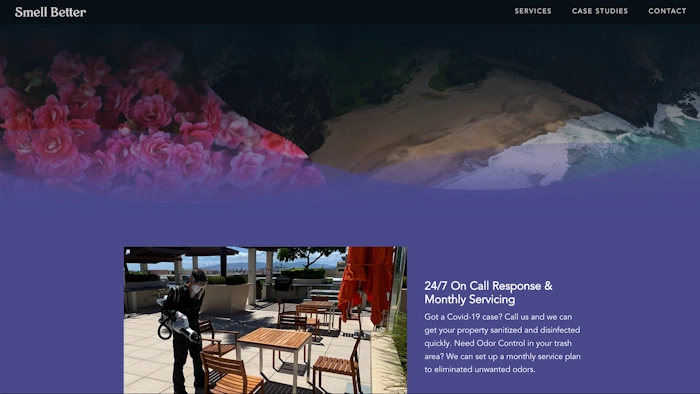 Smell Better
SERVICES
CASE STUDIES
CONTACT
24/7 On Call Response &
Monthly Servicing
Got a Covid-19 case? Call us and we can
get your property sanitized and disinfected
quickly. Need Odor Control in your trash
area? We can set up a monthly service plan
to eliminated unwanted odors.